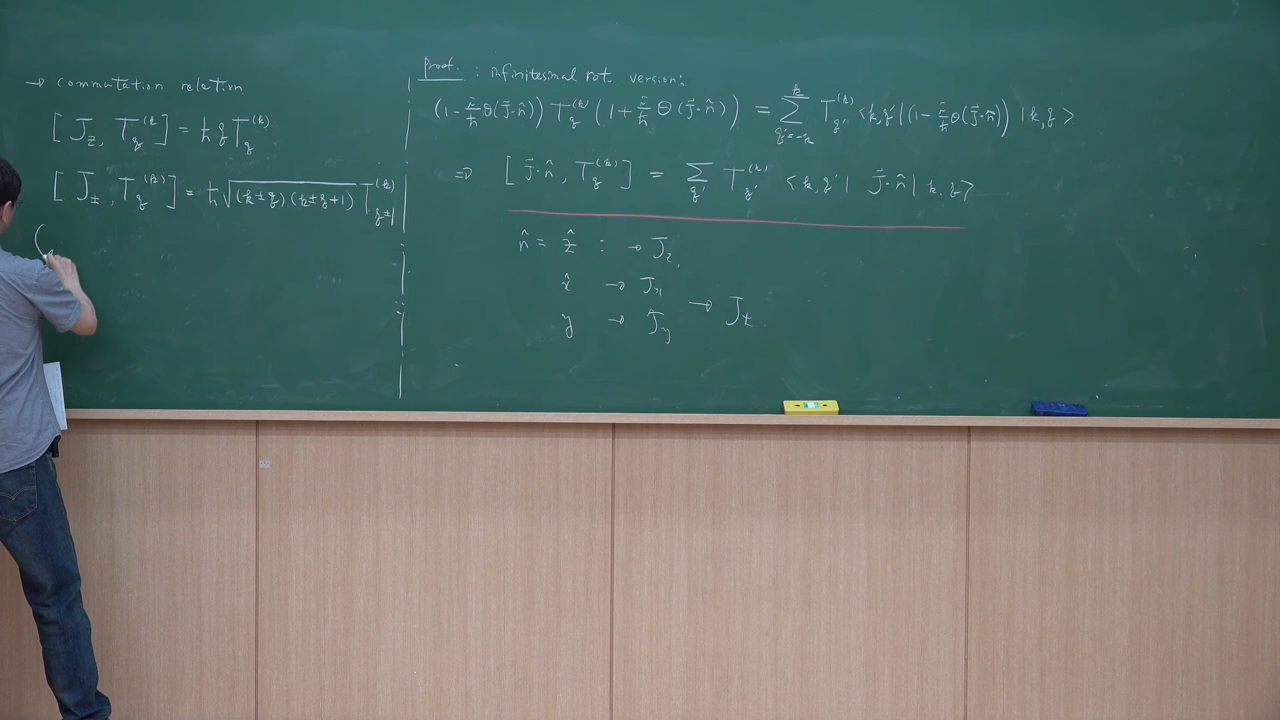 → commutation relation
[J_z, T_q^(k)] = ħ q T_q^(k)
[J_±, T_q^(k)] = ħ √((k±q)(k±q+1)) T_{q±1}^(k)
(
Proof. : infinitesimal rot. version:
(1 - i/ħ θ(J⃗·n̂)) T_q^(k) (1 + i/ħ θ(J⃗·n̂)) = Σ_{q'=-k}^{k} T_{q'}^(k) ⟨k,q'|(1 - i/ħ θ(J⃗·n̂))|k,q⟩
⇒ [J⃗·n̂, T_q^(k)] = Σ_{q'} T_{q'}^(k) ⟨k,q'| J⃗·n̂ |k,q⟩
n̂ = ẑ : → J_z,
x̂ → J_x
y → J_y → J_±